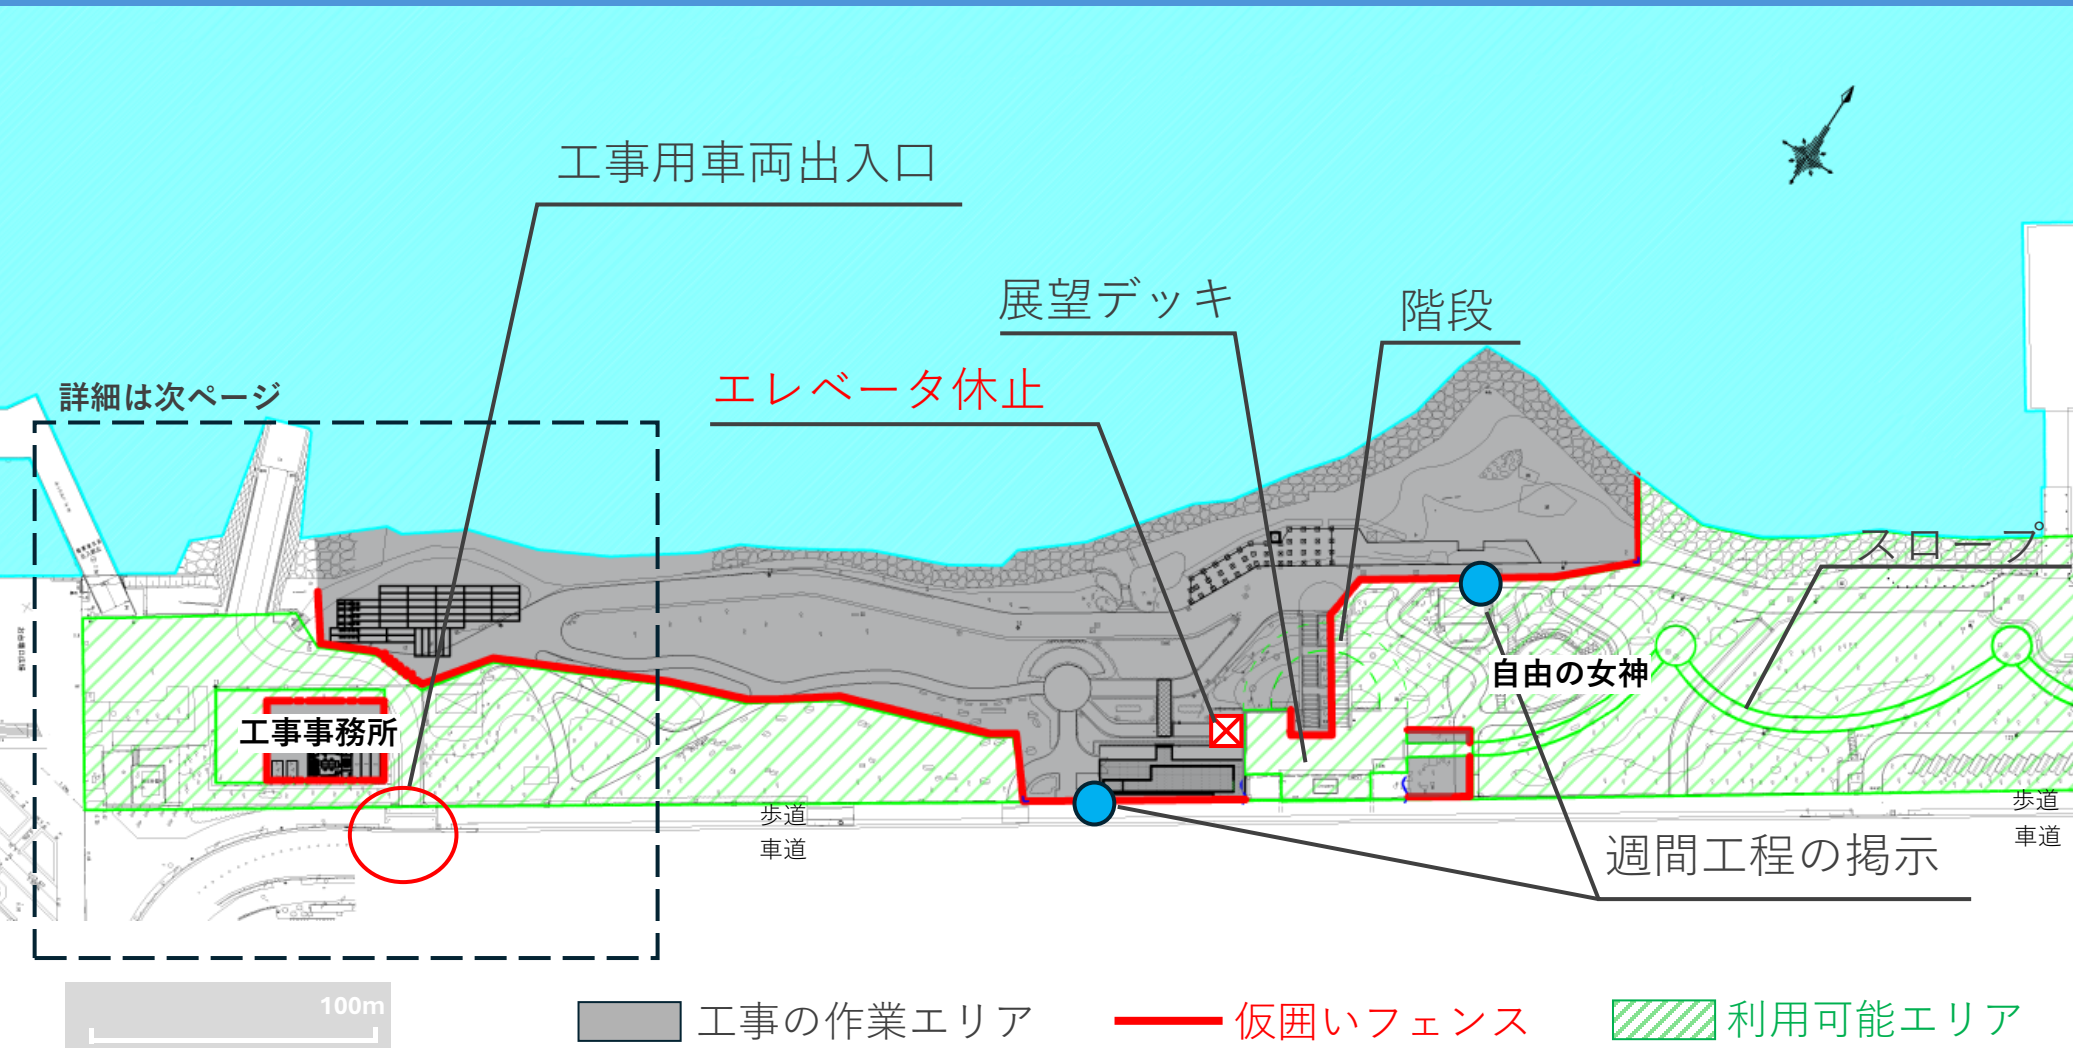 工事用車両出入口
展望デッキ
階段
エレベータ休止
詳細は次ページ
スロープ
自由の女神
工事事務所
歩道
車道
歩道
車道
週間工程の掲示
100m
工事の作業エリア
仮囲いフェンス
利用可能エリア